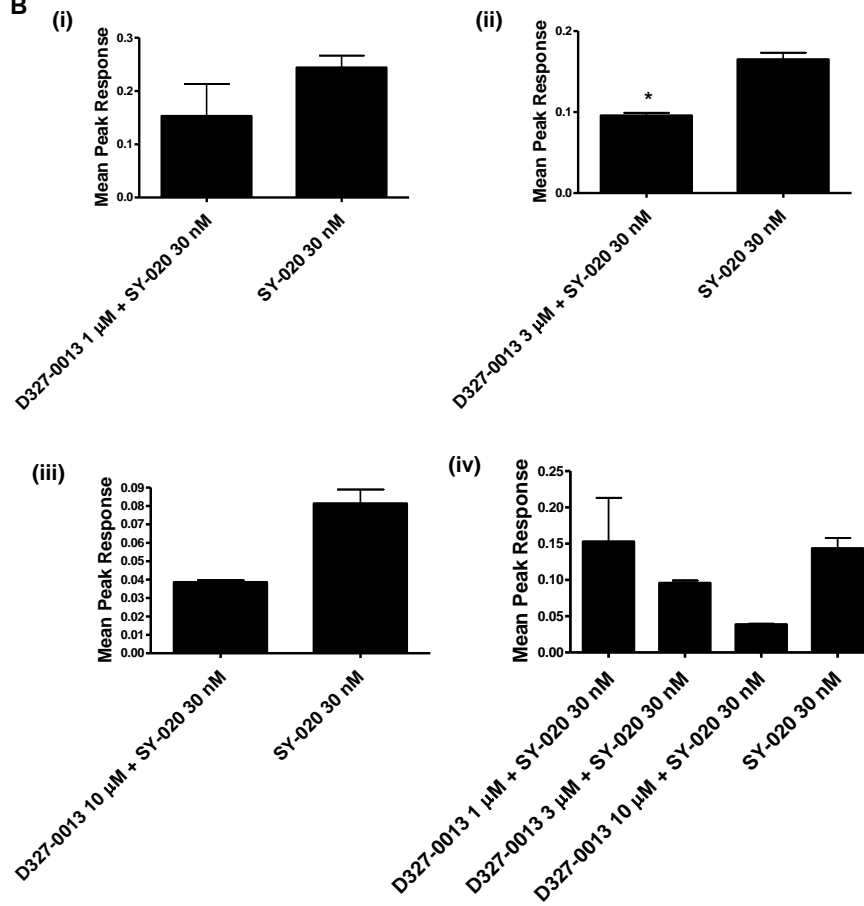 B
(i)
Mean Peak Response
0.3
0.2
0.1
0.0
D327-0013 1 μM + SY-020 30 nM
SY-020 30 nM
(ii)
Mean Peak Response
0.2
0.1
0.0
*
D327-0013 3 μM + SY-020 30 nM
SY-020 30 nM
(iii)
Mean Peak Response
0.09
0.08
0.07
0.06
0.05
0.04
0.03
0.02
0.01
0.00
D327-0013 10 μM + SY-020 30 nM
SY-020 30 nM
(iv)
Mean Peak Response
0.25
0.20
0.15
0.10
0.05
0.00
D327-0013 1 μM + SY-020 30 nM
D327-0013 3 μM + SY-020 30 nM
D327-0013 10 μM + SY-020 30 nM
SY-020 30 nM